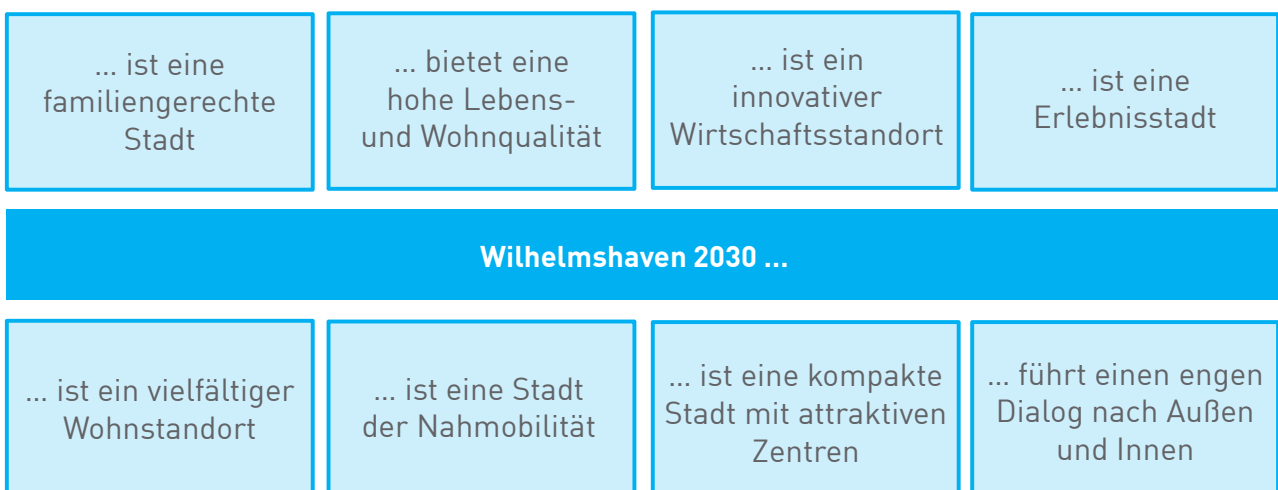 ... ist eine
familiengerechte
Stadt
... bietet eine
hohe Lebens-
und Wohnqualität
... ist ein
innovativer
Wirtschaftsstandort
... ist eine
Erlebnisstadt
Wilhelmshaven 2030 ...
... ist ein vielfältiger
Wohnstandort
... ist eine Stadt
der Nahmobilität
... ist eine kompakte
Stadt mit attraktiven
Zentren
... führt einen engen
Dialog nach Außen
und Innen